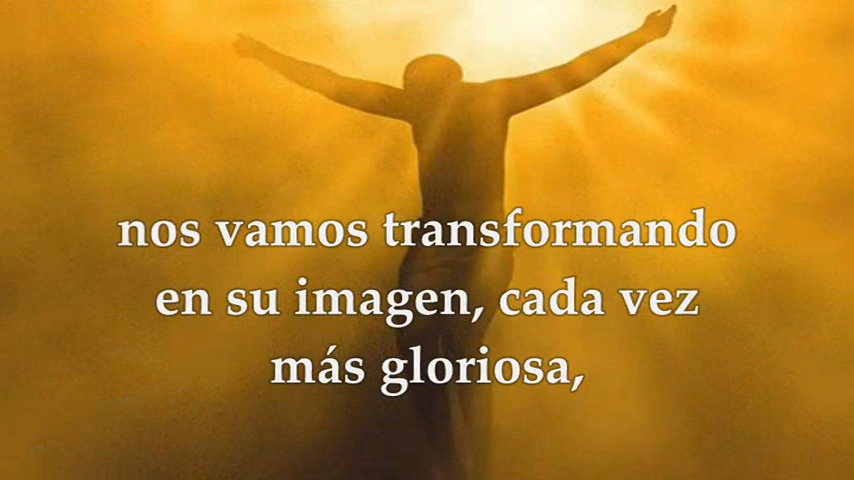 nos vamos transformando
en su imagen, cada vez
más gloriosa,